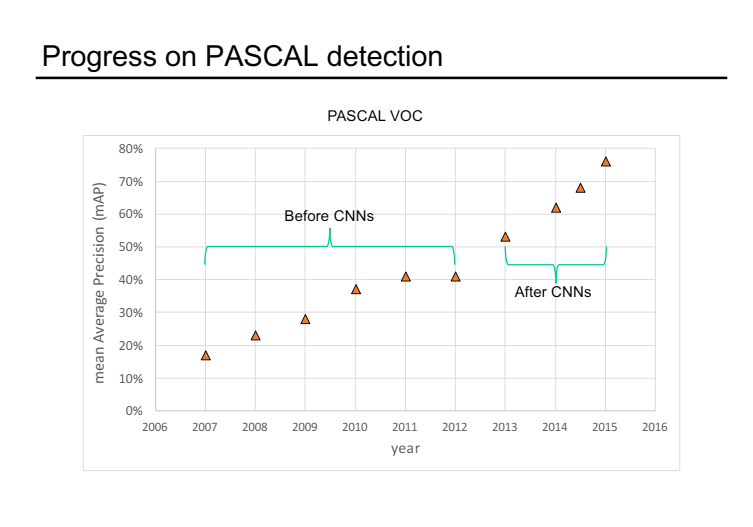 Progress on PASCAL detection
PASCAL VOC
80%
70%
60%
50%
40%
30%
20%
10%
0%
mean Average Precision (mAP)
Before CNNs
After CNNs
2006 2007 2008 2009 2010 2011 2012 2013 2014 2015 2016
year